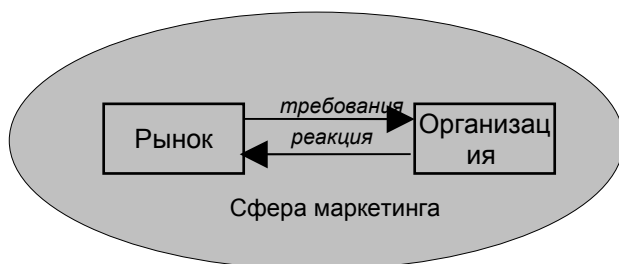 требования
Рынок
реакция
Организац
ия
Сфера маркетинга